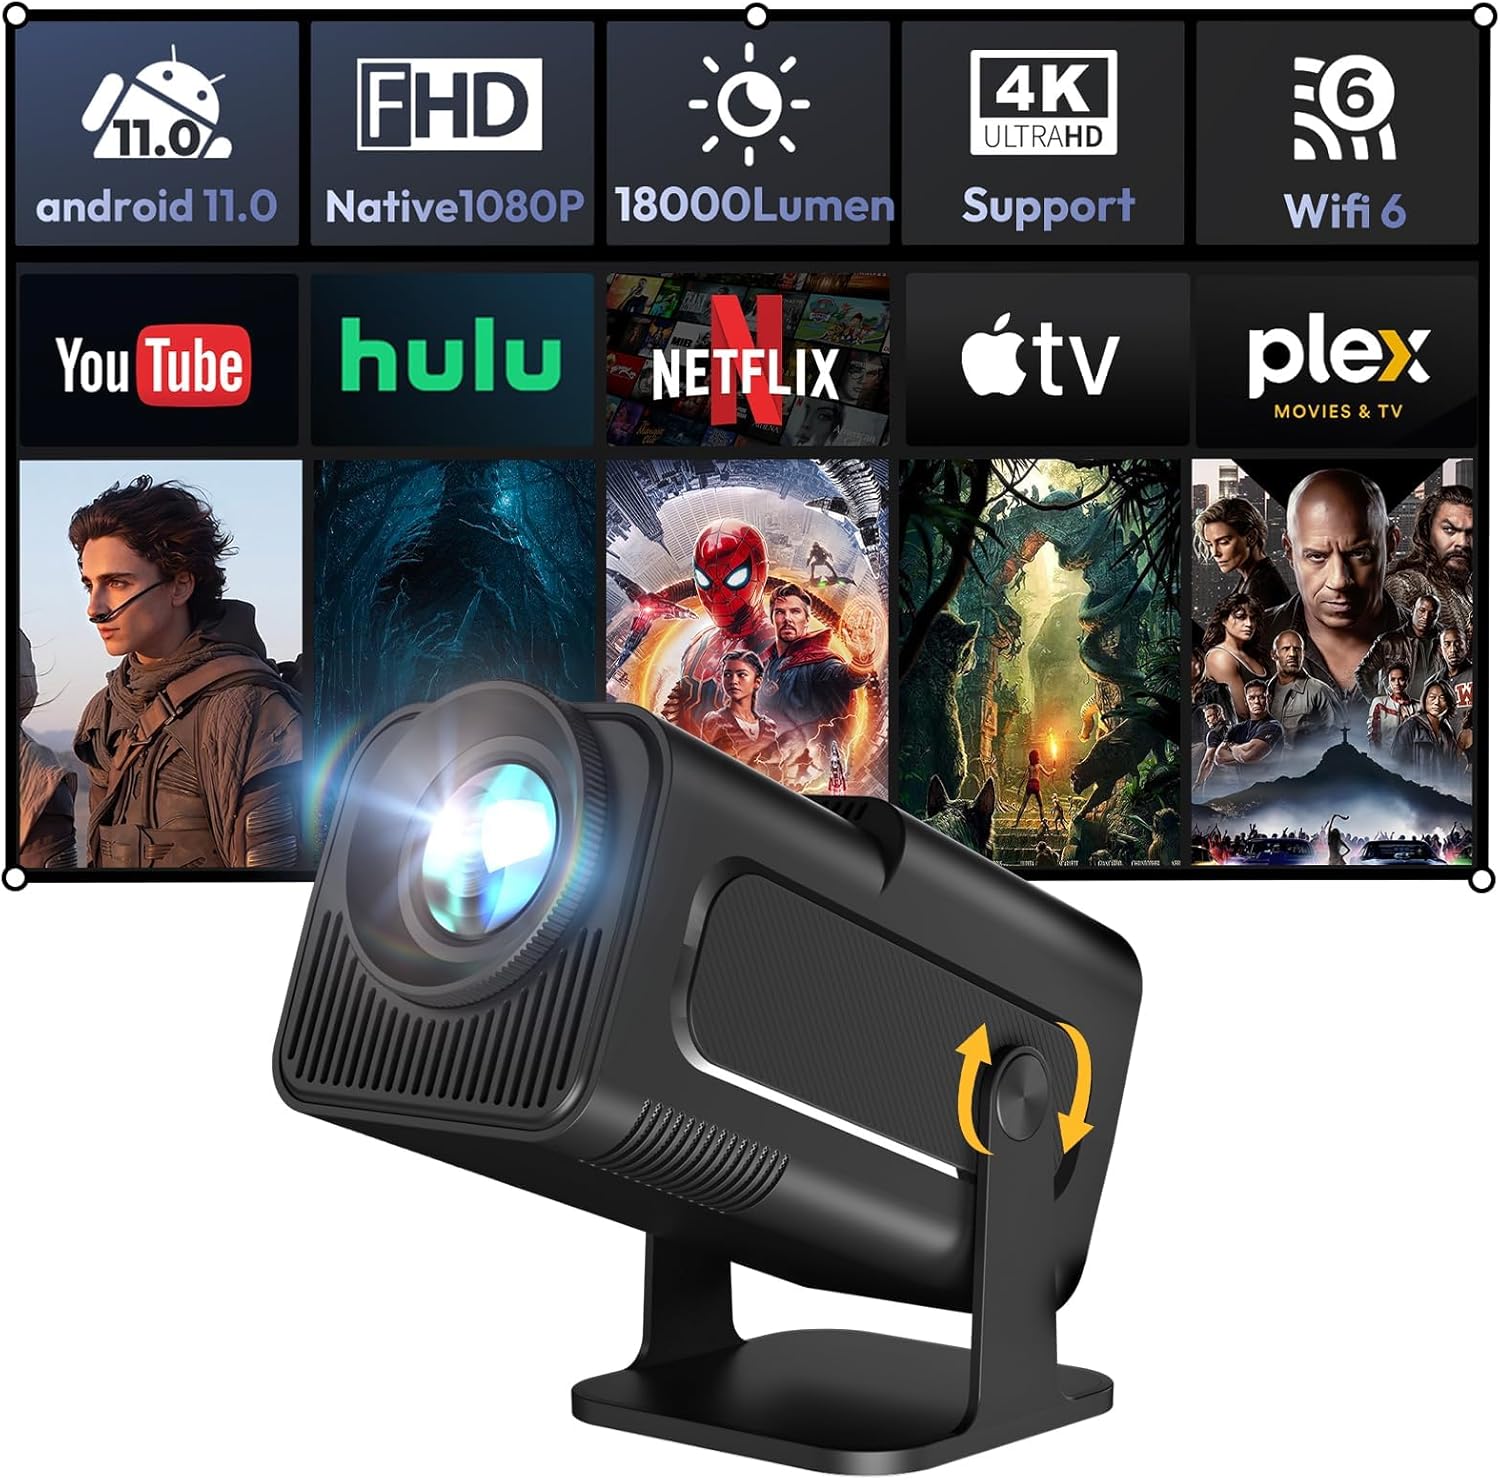 11.0
FHD
4K
ULTRAHD
6
android 11.0
Native1080P
18000Lumen
Support
Wifi 6
YouTube
hulu
NETFLIX
tv
plex
MOVIES & TV